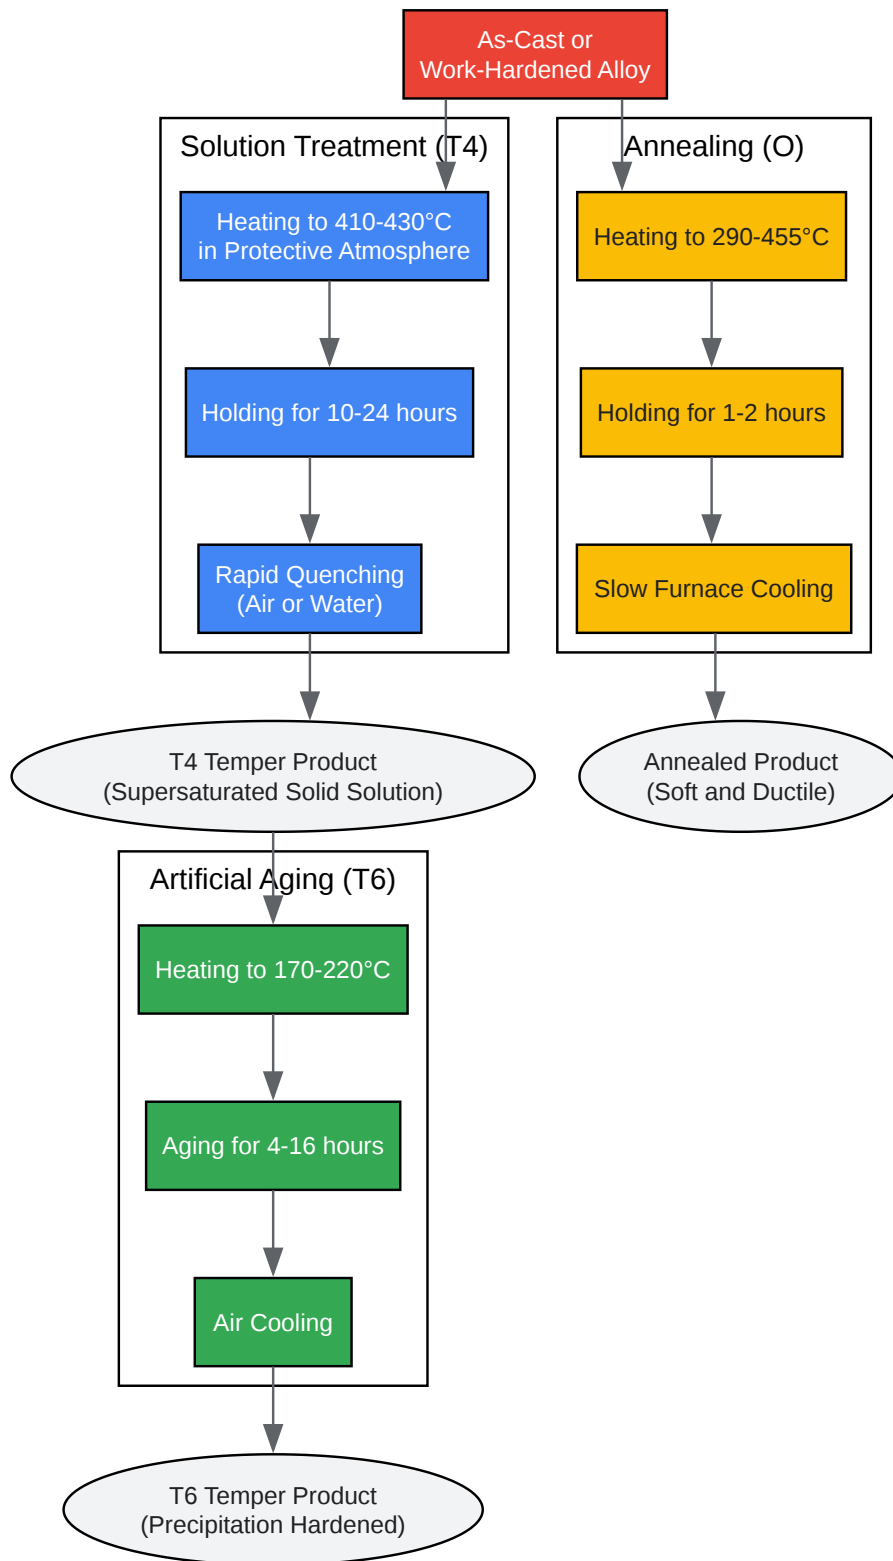 As-Cast or
Work-Hardened Alloy
Solution Treatment (T4)
Heating to 410-430°C
in Protective Atmosphere
Holding for 10-24 hours
Rapid Quenching
(Air or Water)
T4 Temper Product
(Supersaturated Solid Solution)
Annealing (O)
Heating to 290-455°C
Holding for 1-2 hours
Slow Furnace Cooling
Annealed Product
(Soft and Ductile)
Artificial Aging (T6)
Heating to 170-220°C
Aging for 4-16 hours
Air Cooling
T6 Temper Product
(Precipitation Hardened)